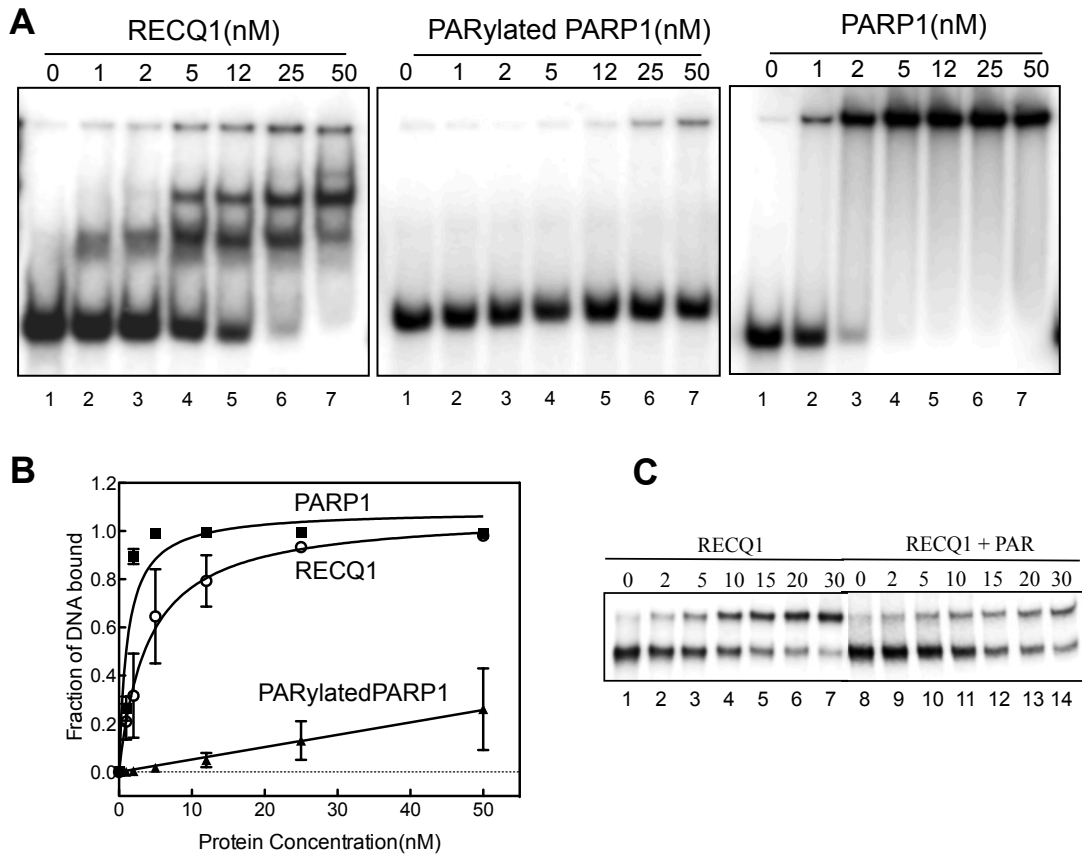 A
RECQ1(nM)
0 1 2 5 12 25 50
1 2 3 4 5 6 7
PARylated PARP1(nM)
0 1 2 5 12 25 50
1 2 3 4 5 6 7
PARP1(nM)
0 1 2 5 12 25 50
1 2 3 4 5 6 7
B
Fraction of DNA bound
1.2
1.0
0.8
0.6
0.4
0.2
0.0
PARP1
RECQ1
PARylatedPARP1
0 10 20 30 40 50
Protein Concentration(nM)
C
RECQ1
0 2 5 10 15 20 30
1 2 3 4 5 6 7
RECQ1 + PAR
0 2 5 10 15 20 30
8 9 10 11 12 13 14